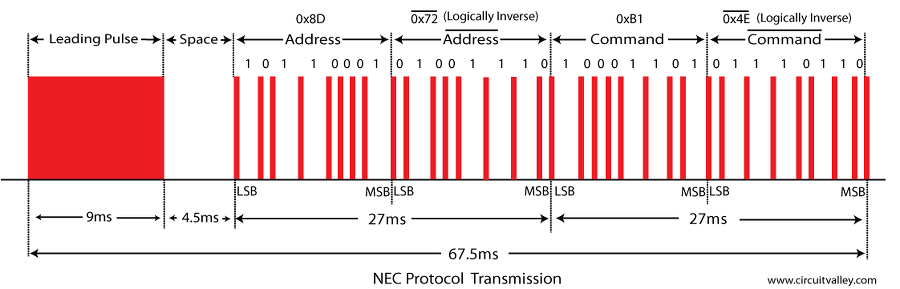 0x8D 0x72 (Logically Inverse) 0xB1 0x4E (Logically Inverse)
Leading Pulse Space Address Address Command Command
1 0 1 1 1 0 0 0 1 0 1 0 0 1 1 1 0 1 0 0 0 1 1 0 1 0 1 1 1 0 0 1 0
LSB MSB LSB MSB LSB MSB LSB MSB
9ms 4.5ms 27ms 27ms
67.5ms
NEC Protocol Transmission
www.circuitvalley.com